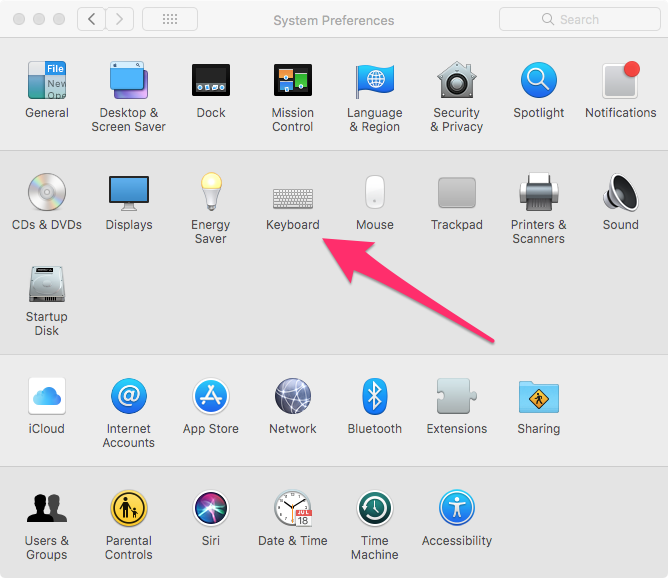 System Preferences
Search
File
New
Ope
General
Desktop &
Screen Saver
Dock
Mission
Control
Language
& Region
Security
& Privacy
Spotlight
Notifications
CDs & DVDs
Displays
Energy
Saver
Keyboard
Mouse
Trackpad
Printers &
Scanners
Sound
Startup
Disk
iCloud
@
Internet
Accounts
App Store
Network
Bluetooth
Extensions
Sharing
Users &
Groups
Parental
Controls
Siri
JUL
18
Date & Time
Time
Machine
Accessibility